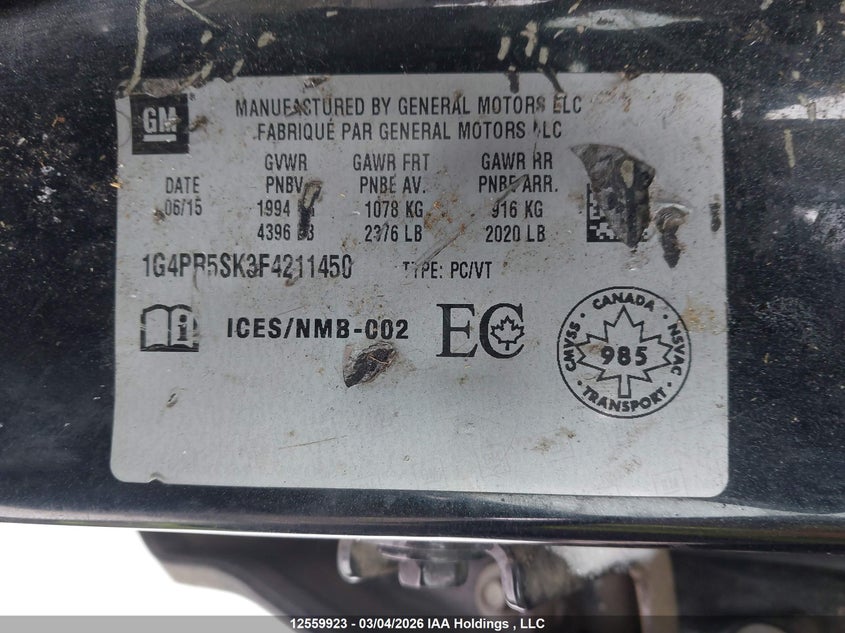 GM
MANUFACTURED BY GENERAL MOTORS LLC
FABRIQUÉ PAR GENERAL MOTORS LLC
DATE
06/15
GVWR
PNBV
1994 KG
4396 LB
GAWR FRT
PNBE AV.
1078 KG
2376 LB
GAWR RR
PNBE ARR.
916 KG
2020 LB
1G4PR5SK3F4211450 TYPE: PC/VT
ICES/NMB-002 EC
CANADA
CMVSS 985 NSVAC
TRANSPORT
12559923 - 03/04/2026 IAA Holdings , LLC